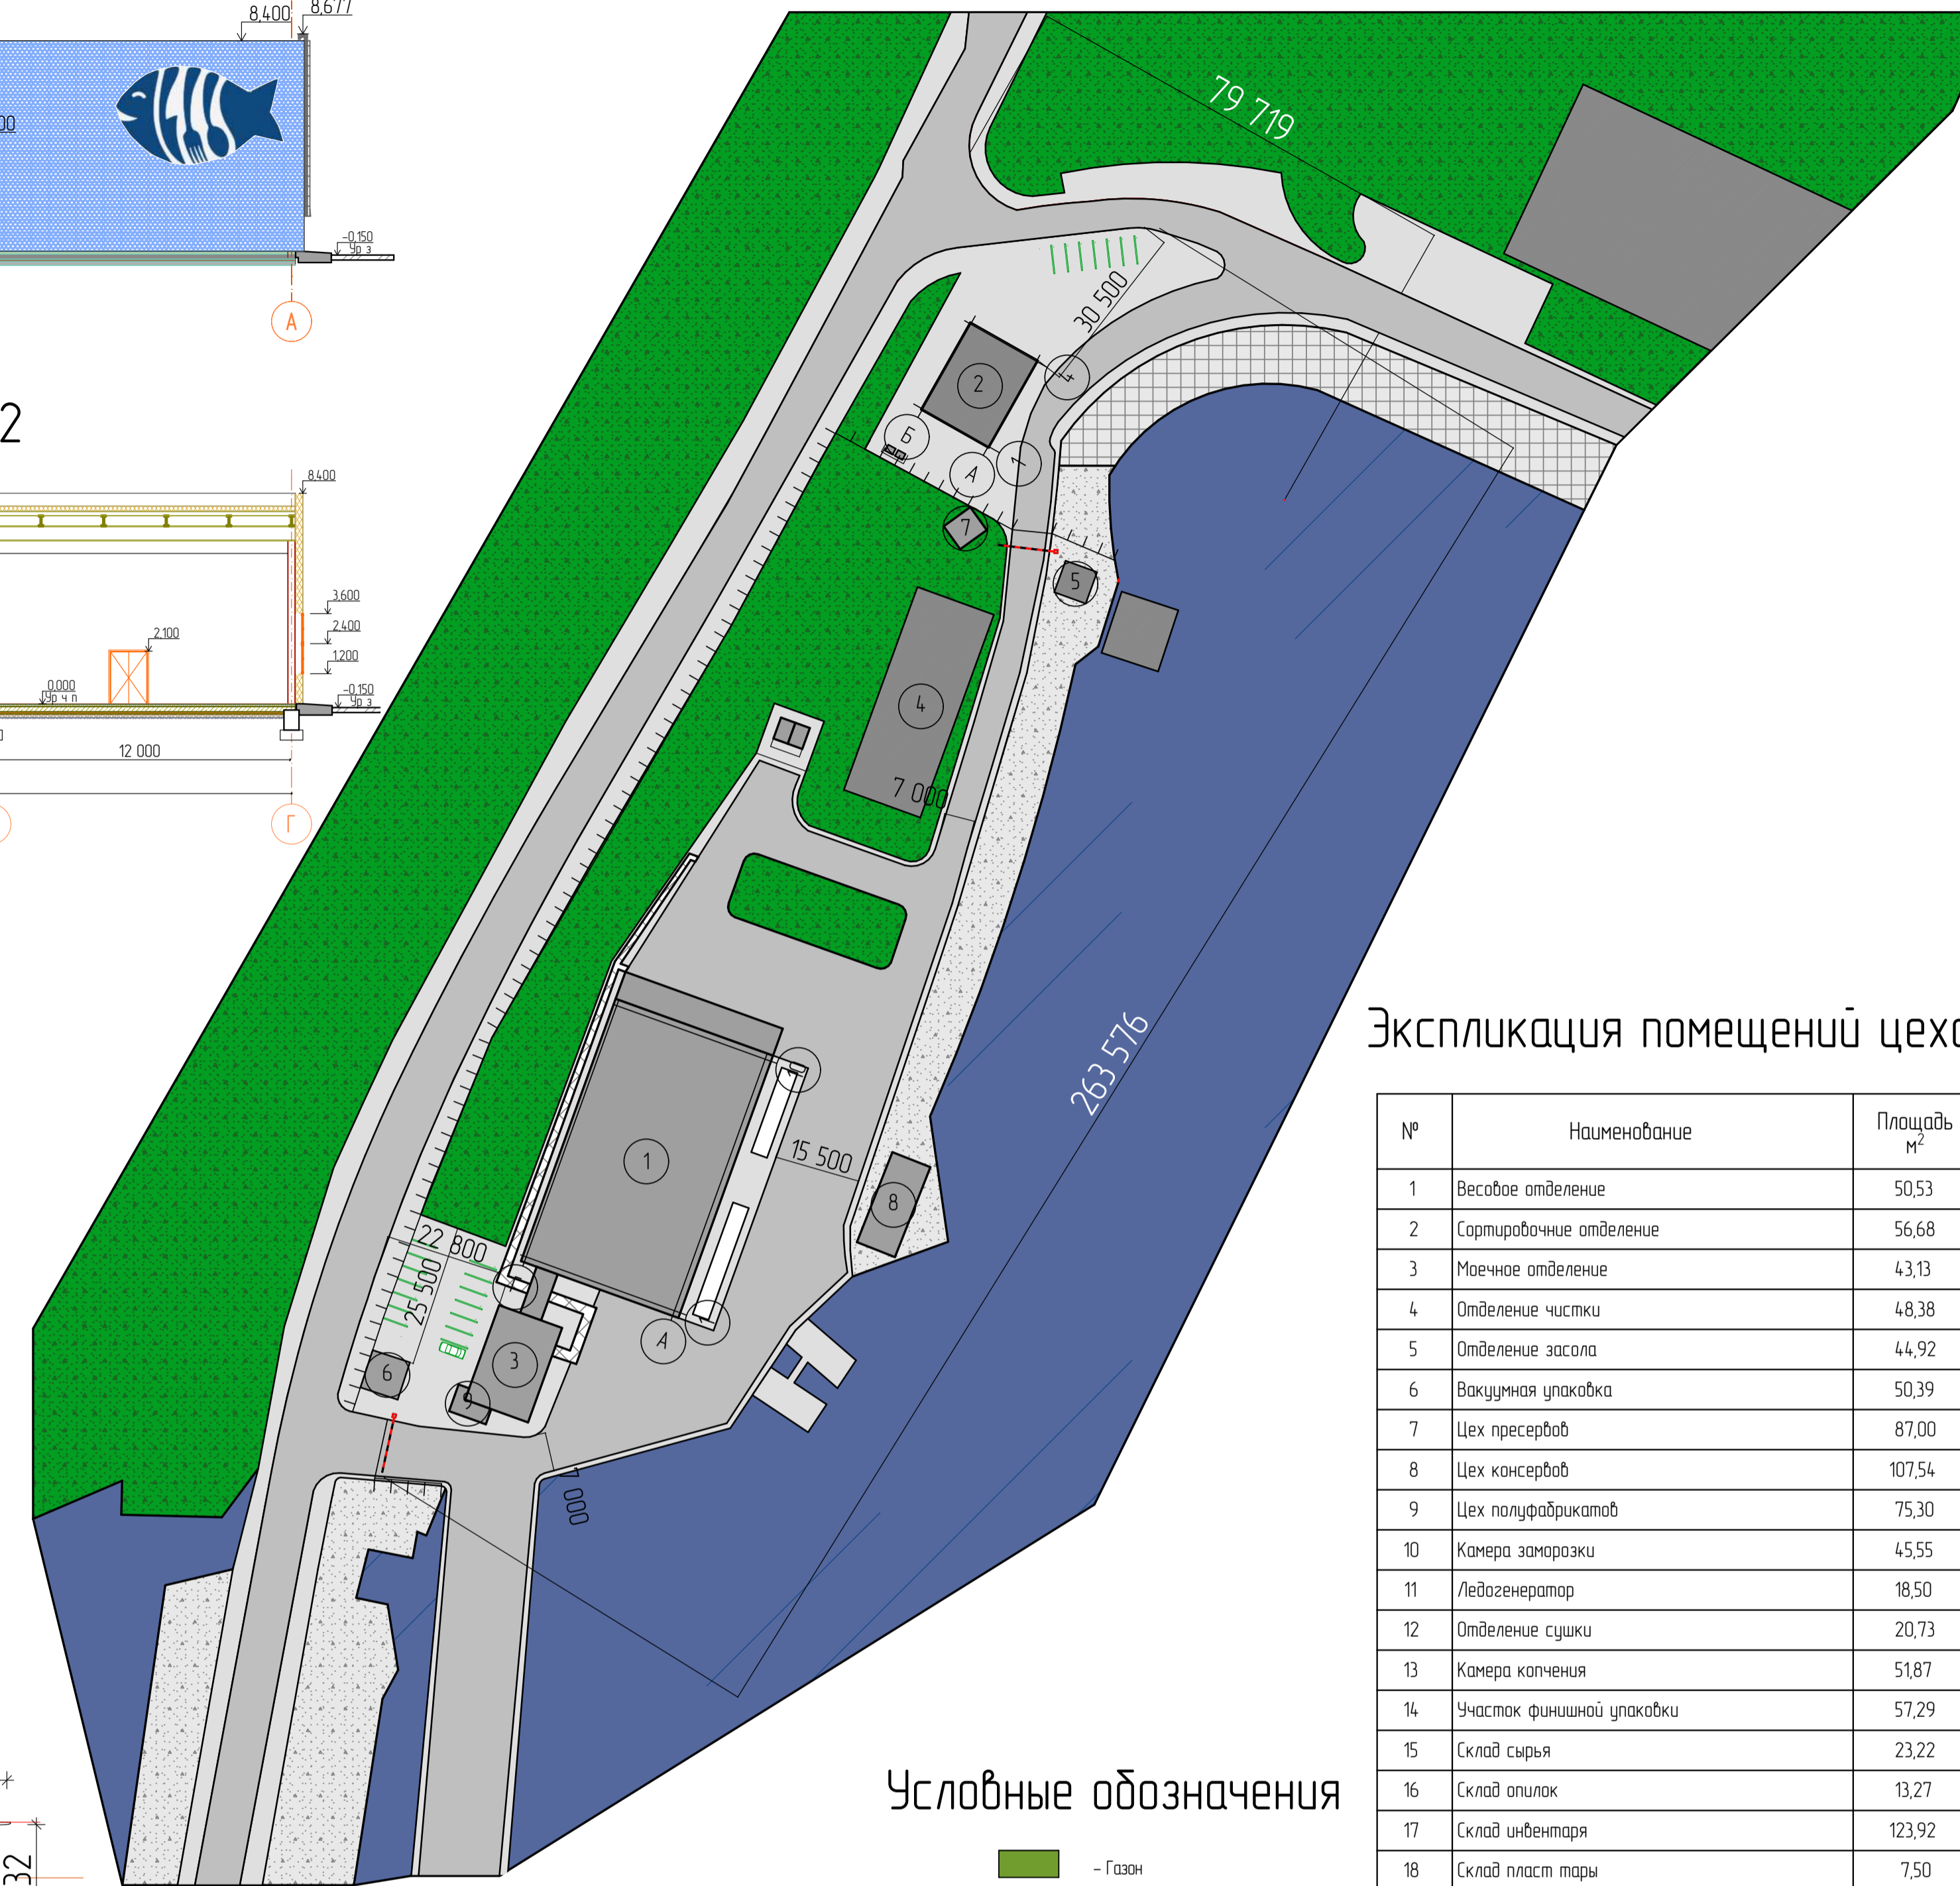 8,400
8,677
00
-0.150
Ур з
А
2
8.400
3.600
2.400
2.100
1.200
0.000
Ур ч п
-0.150
Ур з
12 000
Г
32
79 719
30 500
2
4
Б
1
А
7
5
4
7 000
263 576
10
1
15 500
8
22 800
25 500
1
А
3
6
9
7 000
Экспликация помещений цеха
№ Наименование Площадь
м2
1 Весовое отделение 50,53
2 Сортировочние отделение 56,68
3 Моечное отделение 43,13
4 Отделение чистки 48,38
5 Отделение засола 44,92
6 Вакуумная упаковка 50,39
7 Цех пресервов 87,00
8 Цех консервов 107,54
9 Цех полуфабрикатов 75,30
10 Камера заморозки 45,55
11 Ледогенератор 18,50
12 Отделение сушки 20,73
13 Камера копчения 51,87
14 Участок финишной упаковки 57,29
15 Склад сырья 23,22
16 Склад опилок 13,27
17 Склад инвентаря 123,92
18 Склад пласт тары 7,50
Условные обозначения
- Газон